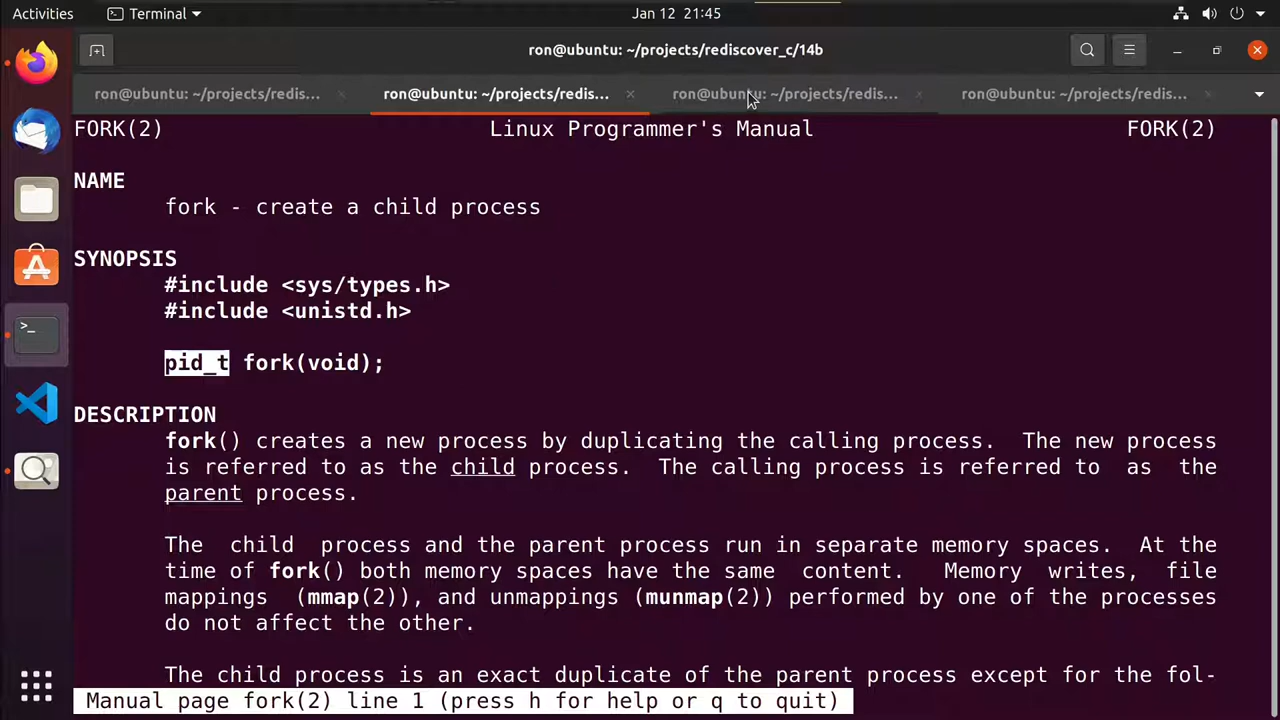 Activities Terminal Jan 12 21:45
ron@ubuntu: ~/projects/rediscover_c/14b
ron@ubuntu: ~/projects/redis... ron@ubuntu: ~/projects/redis... ron@ubuntu: ~/projects/redis... ron@ubuntu: ~/projects/redis...
FORK(2) Linux Programmer's Manual FORK(2)
NAME
fork - create a child process
SYNOPSIS
#include <sys/types.h>
#include <unistd.h>
pid_t fork(void);
DESCRIPTION
fork() creates a new process by duplicating the calling process. The new process
is referred to as the child process. The calling process is referred to as the
parent process.
The child process and the parent process run in separate memory spaces. At the
time of fork() both memory spaces have the same content. Memory writes, file
mappings (mmap(2)), and unmappings (munmap(2)) performed by one of the processes
do not affect the other.
The child process is an exact duplicate of the parent process except for the fol-
Manual page fork(2) line 1 (press h for help or q to quit)